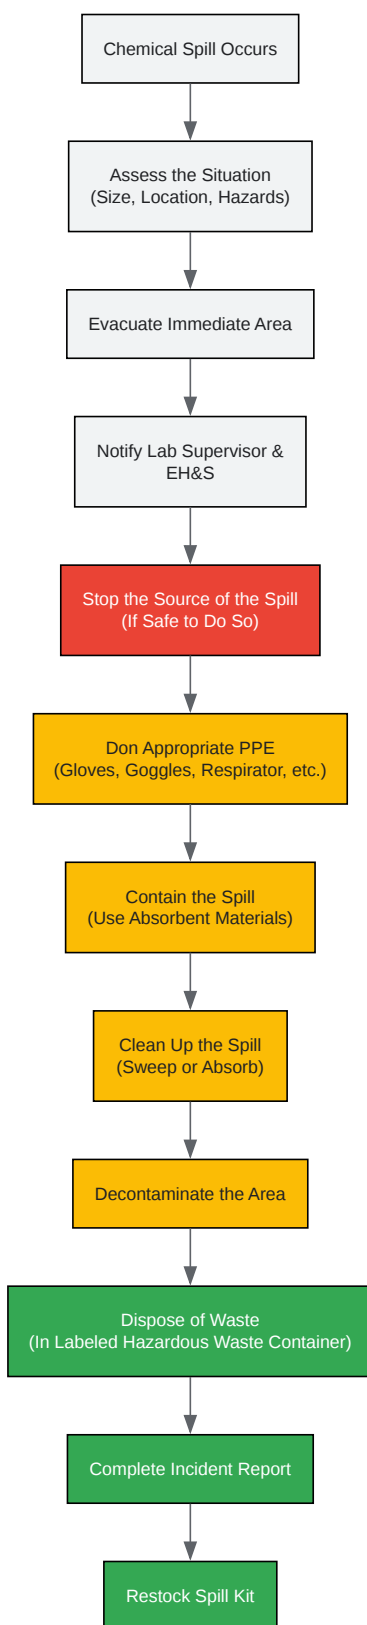 Chemical Spill Occurs
Assess the Situation
(Size, Location, Hazards)
Evacuate Immediate Area
Notify Lab Supervisor &
EH&S
Stop the Source of the Spill
(If Safe to Do So)
Don Appropriate PPE
(Gloves, Goggles, Respirator, etc.)
Contain the Spill
(Use Absorbent Materials)
Clean Up the Spill
(Sweep or Absorb)
Decontaminate the Area
Dispose of Waste
(In Labeled Hazardous Waste Container)
Complete Incident Report
Restock Spill Kit